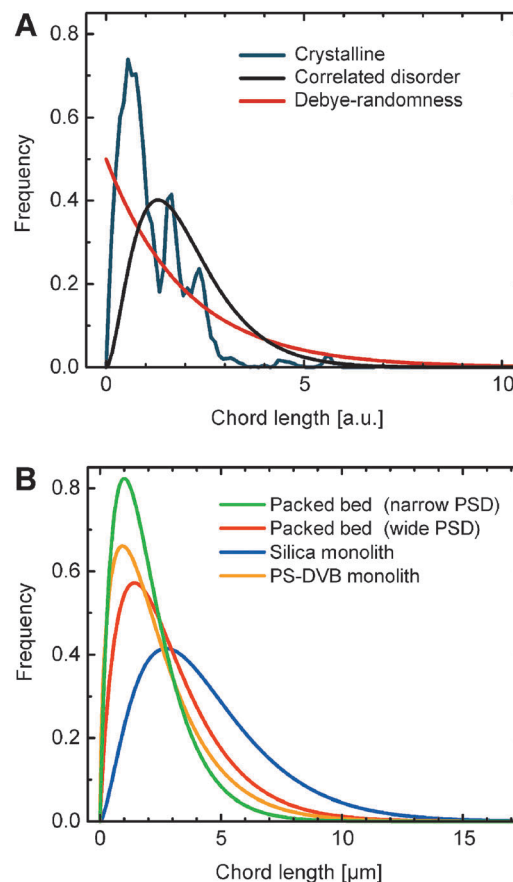 A
0.8
0.6
0.4
0.2
0.0
Frequency
Crystalline
Correlated disorder
Debye-randomness
0
5
10
Chord length [a.u.]
B
0.8
0.6
0.4
0.2
0.0
Frequency
Packed bed (narrow PSD)
Packed bed (wide PSD)
Silica monolith
PS-DVB monolith
0
5
10
15
Chord length [µm]